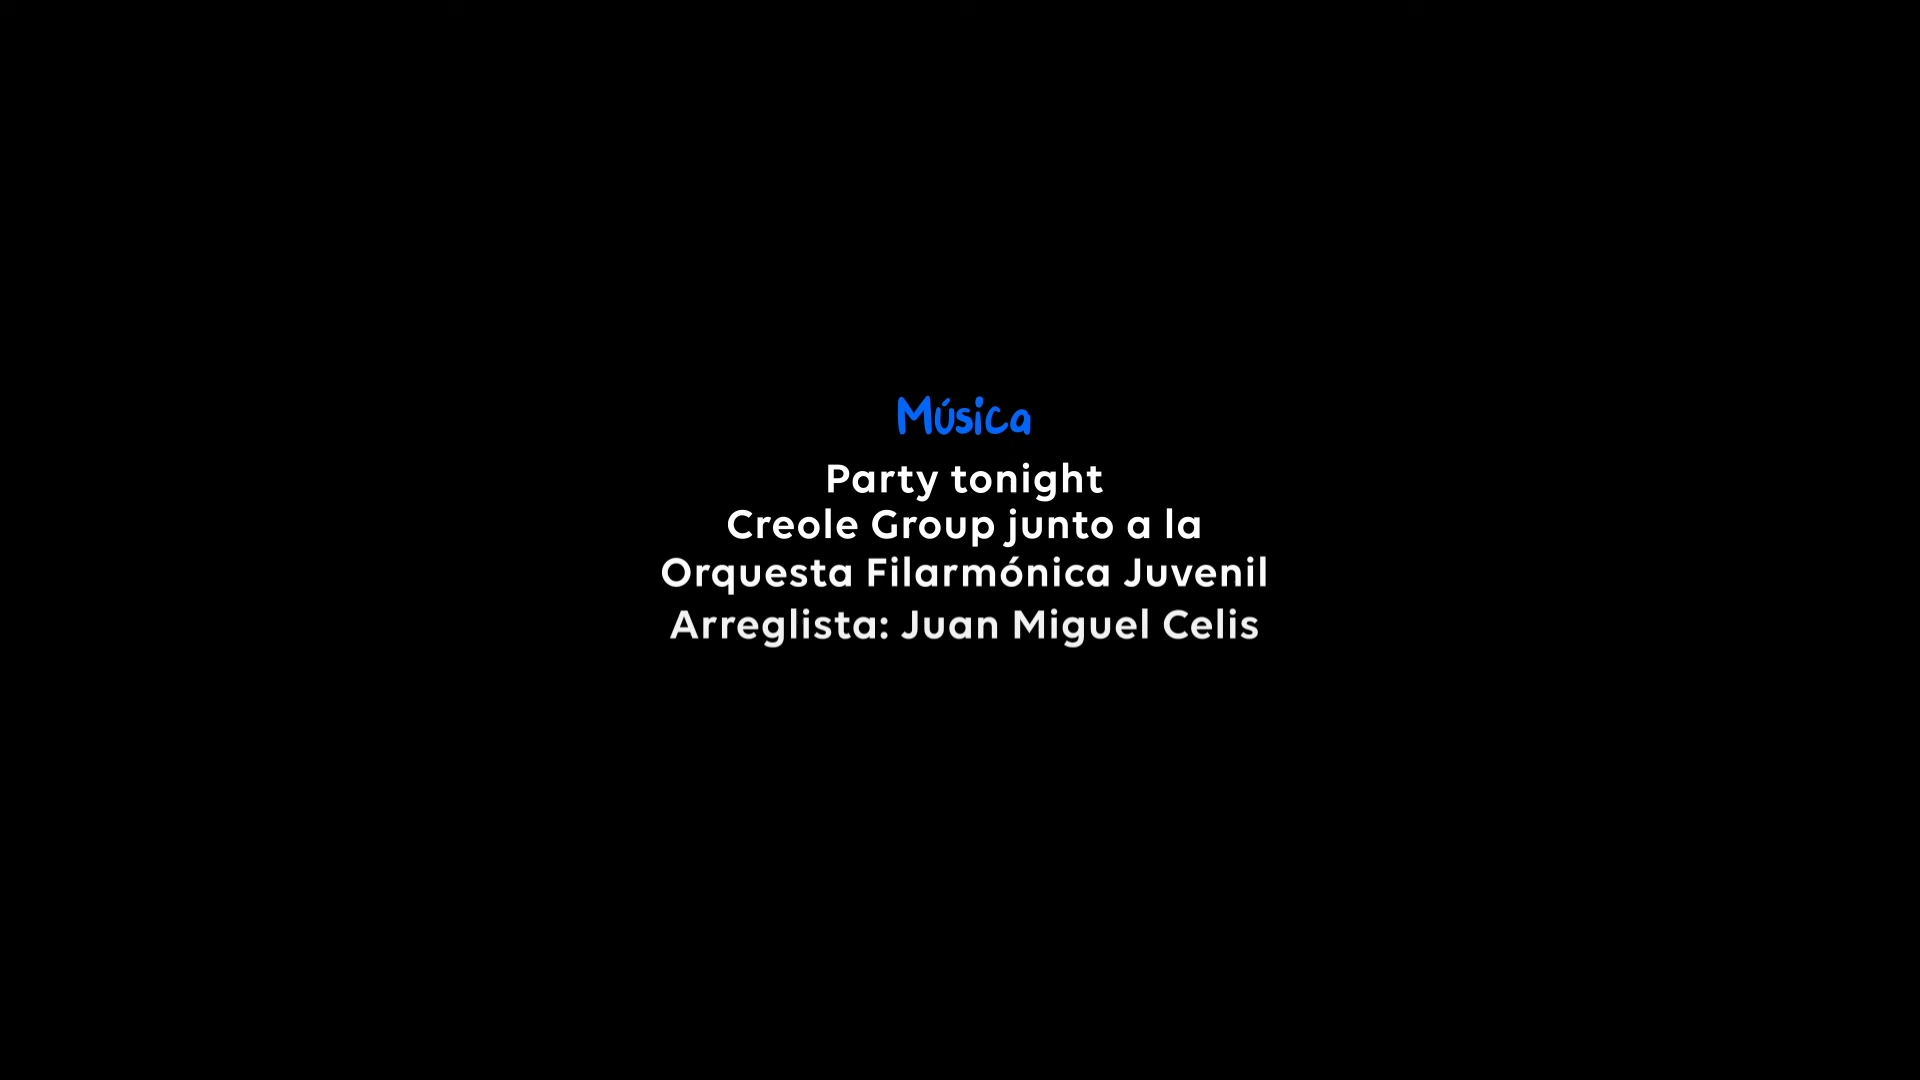 Música
Party tonight
Creole Group junto a la
Orquesta Filarmónica Juvenil
Arreglista: Juan Miguel Celis